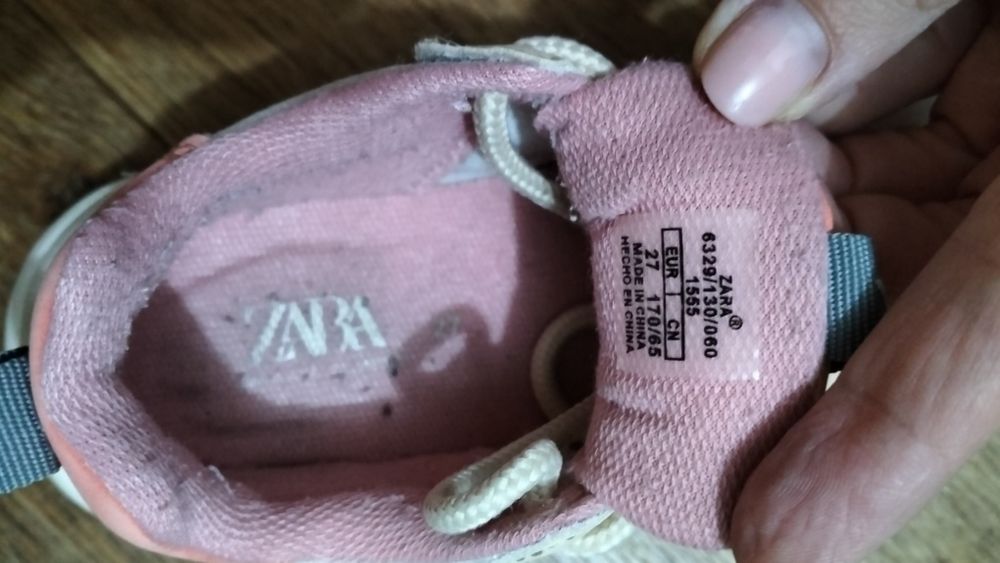 ZARA®
6329/130/060
1555
EUR CN
27 170/65
MADE IN CHINA
HECHO EN CHINA
ZARA